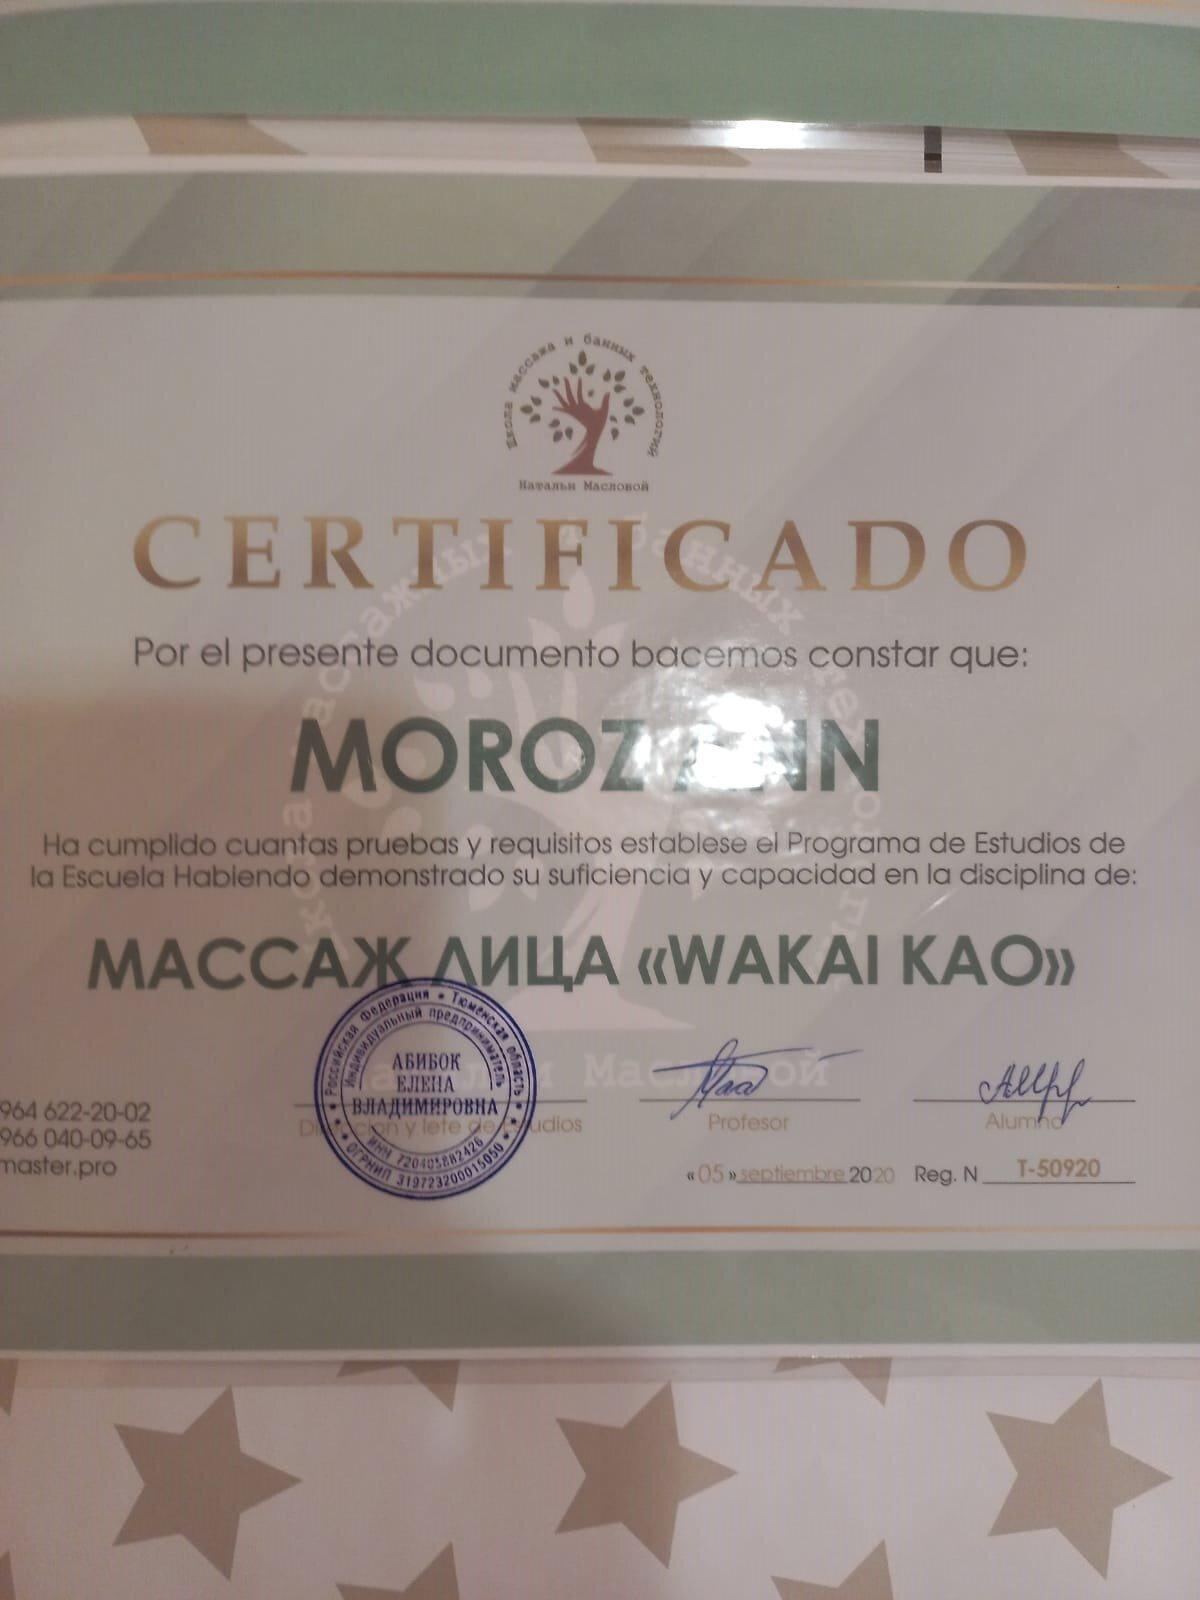 Школа массажа и банных технологий
Натальи Масловой
CERTIFICADO
Por el presente documento bacemos constar que:
MOROZ ANN
Ha cumplido cuantas pruebas y requisitos establese el Programa de Estudios de
la Escuela Habiendo demonstrado su suficiencia y capacidad en la disciplina de:
МАССАЖ ЛИЦА «WAKAI KAO»
Российская Федерация • Тюменская область
Индивидуальный предприниматель
АБИБОК
ЕЛЕНА
ВЛАДИМИРОВНА
ИНН 720405882426
ОГРНИП 319723200015050
964 622-20-02
966 040-09-65
master.pro
Profesor
Alumno
«05» septiembre 2020 Reg. N T-50920